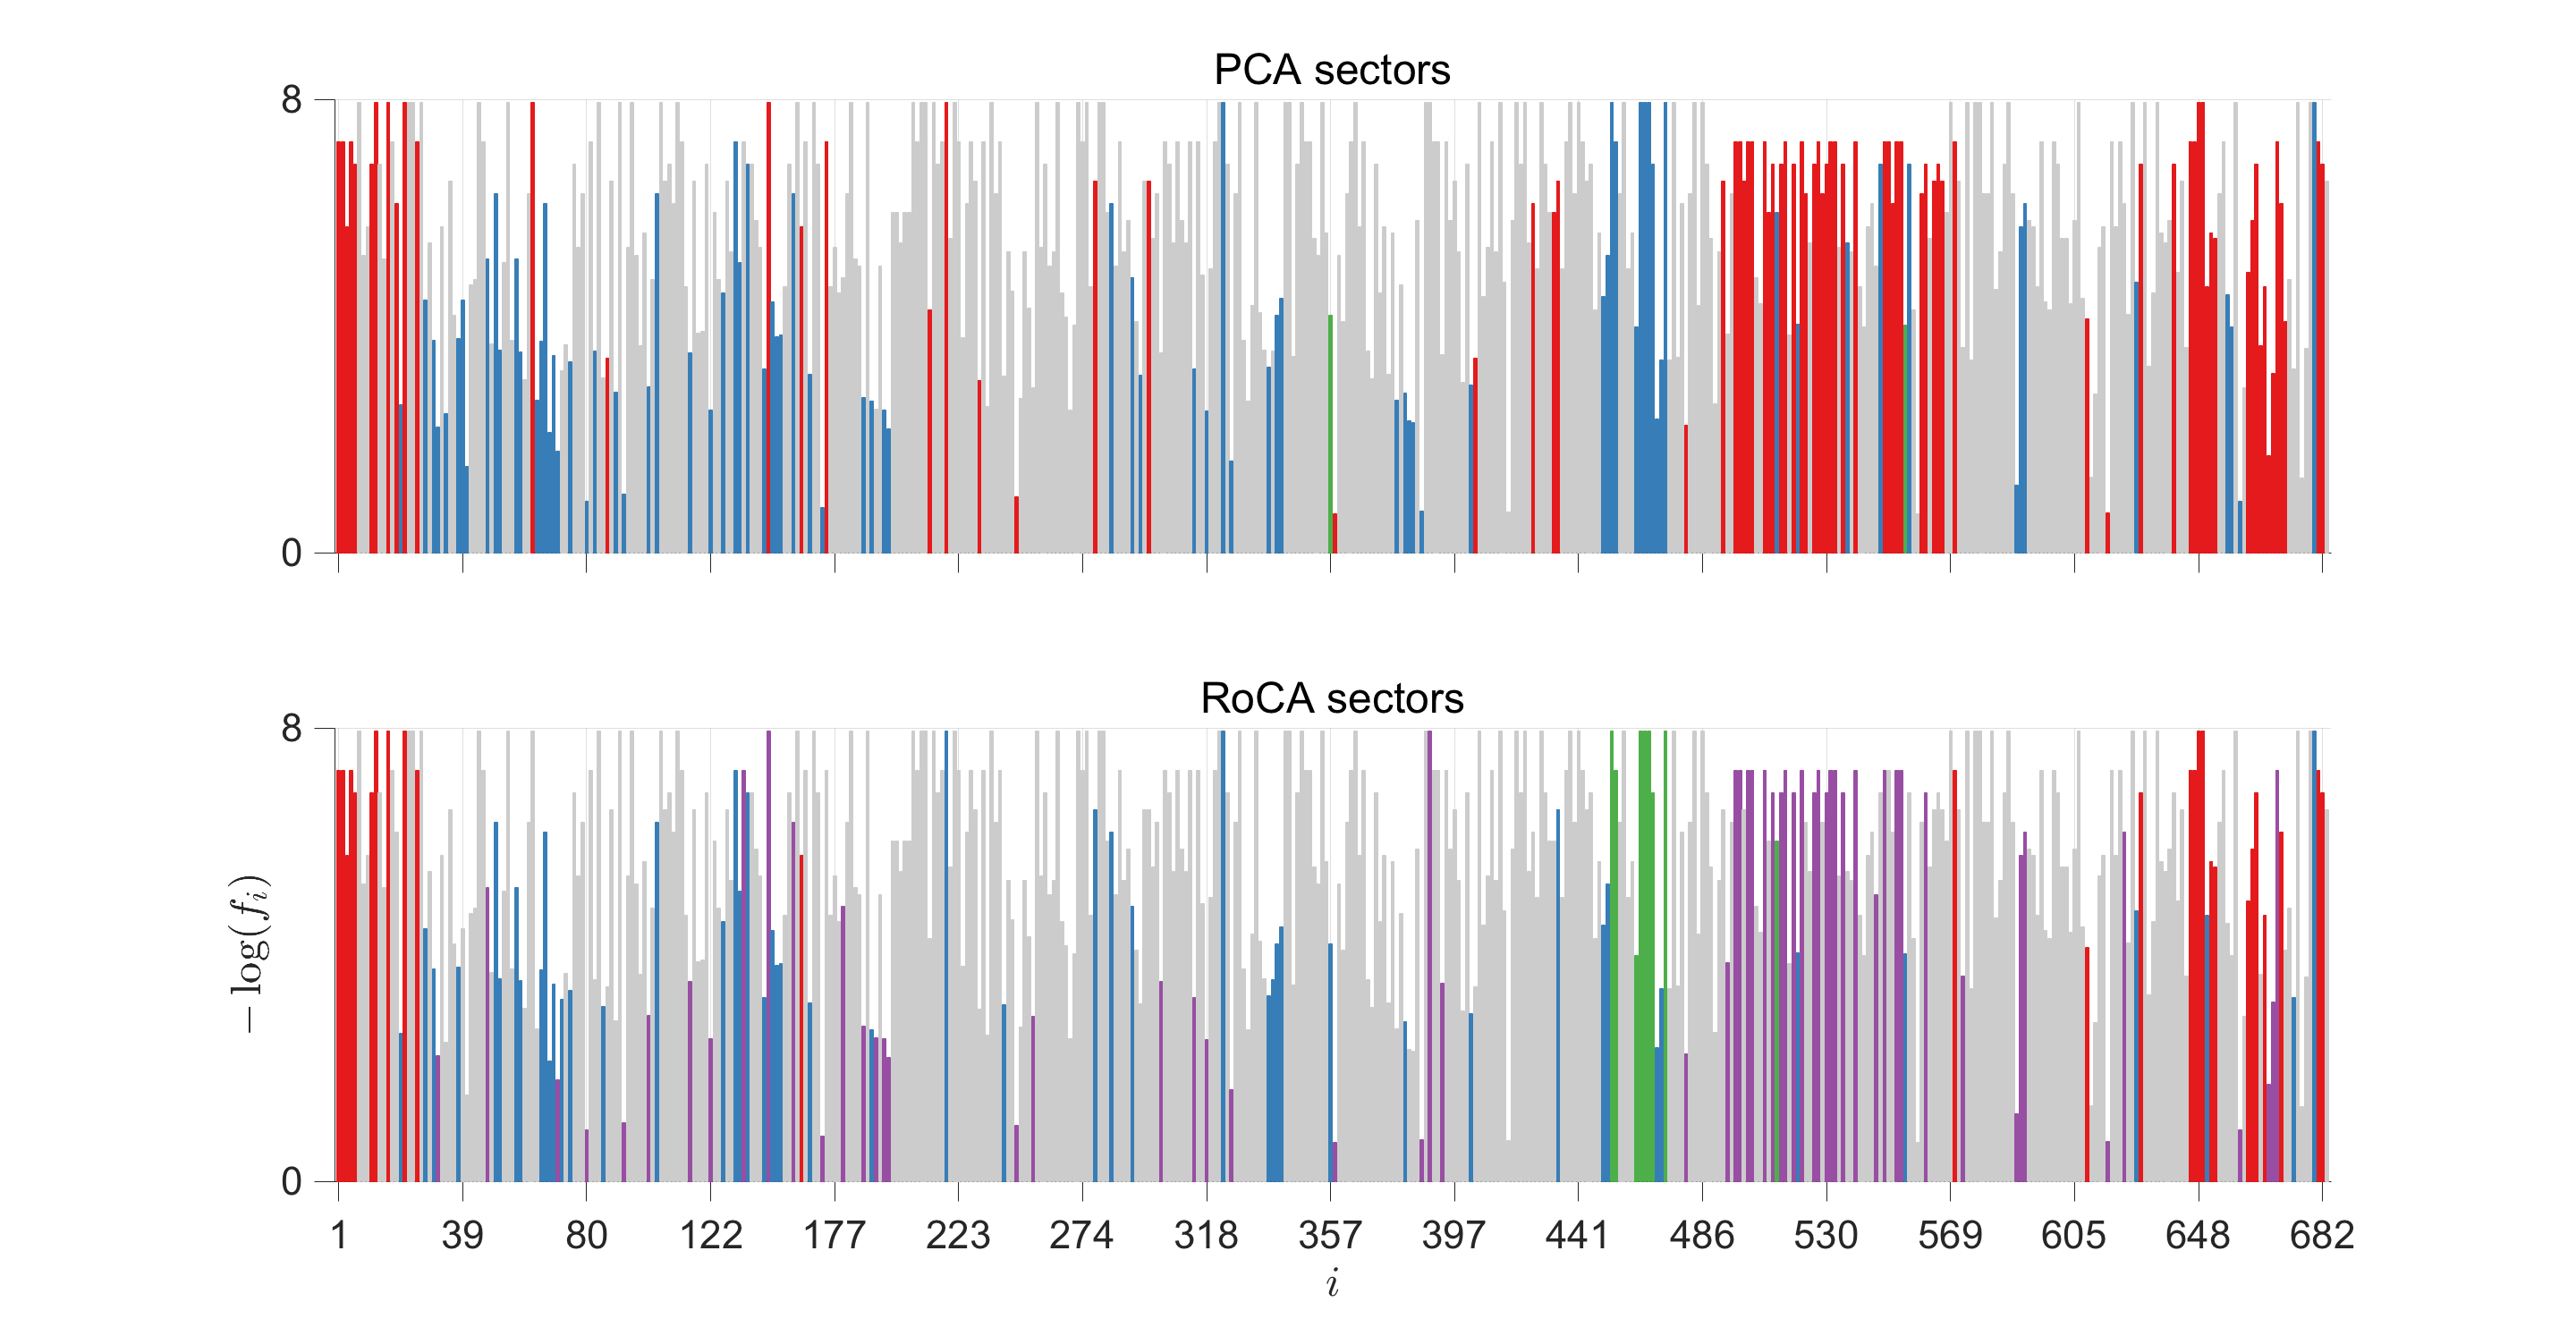 PCA sectors
8
0
RoCA sectors
8
− log(fᵢ)
0
1 39 80 122 177 223 274 318 357 397 441 486 530 569 605 648 682
i